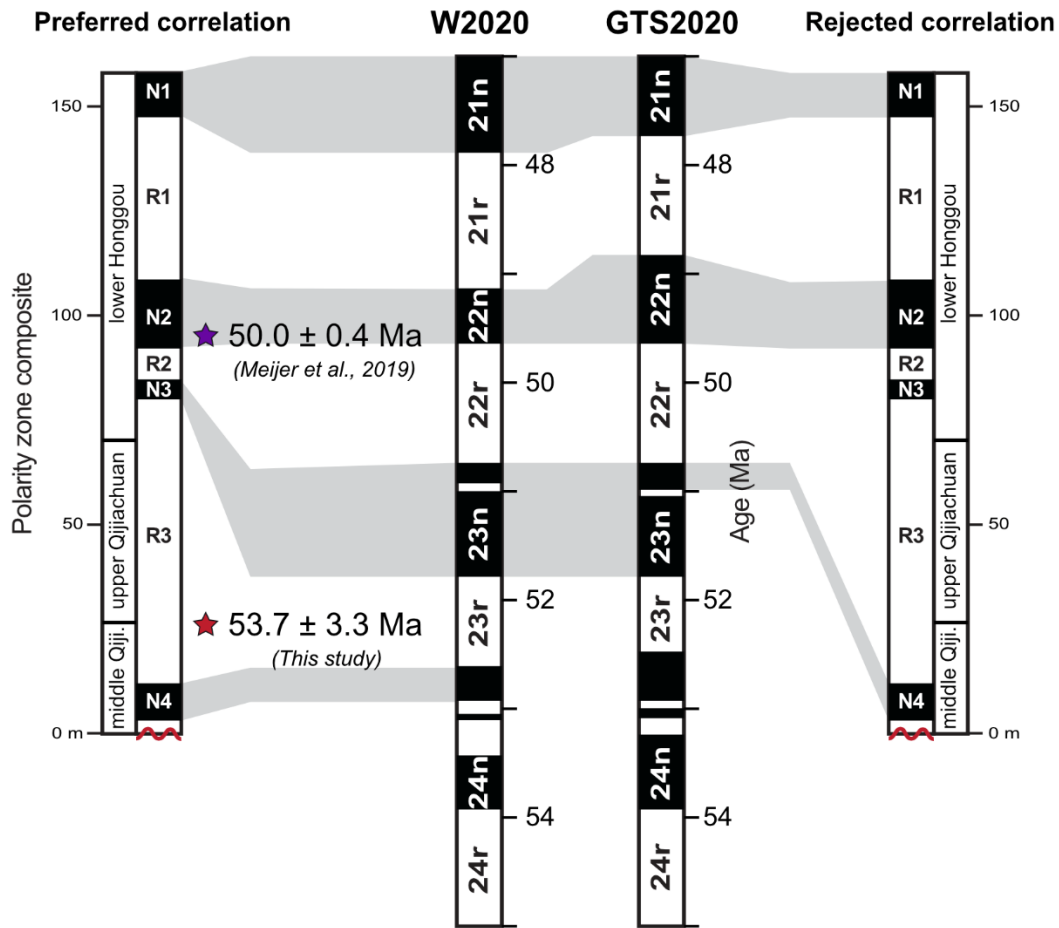 Preferred correlation
W2020
GTS2020
Rejected correlation
Polarity zone composite
150
100
50
0 m
lower Honggou
upper Qijiachuan
middle Qiji.
N1
R1
N2
R2
N3
R3
N4
50.0 ± 0.4 Ma
(Meijer et al., 2019)
53.7 ± 3.3 Ma
(This study)
21n
21r
22n
22r
23n
23r
24n
24r
48
50
52
54
21n
21r
22n
22r
23n
23r
24n
24r
48
50
52
54
Age (Ma)
N1
R1
N2
R2
N3
R3
N4
lower Honggou
upper Qijiachuan
middle Qiji.
150
100
50
0 m